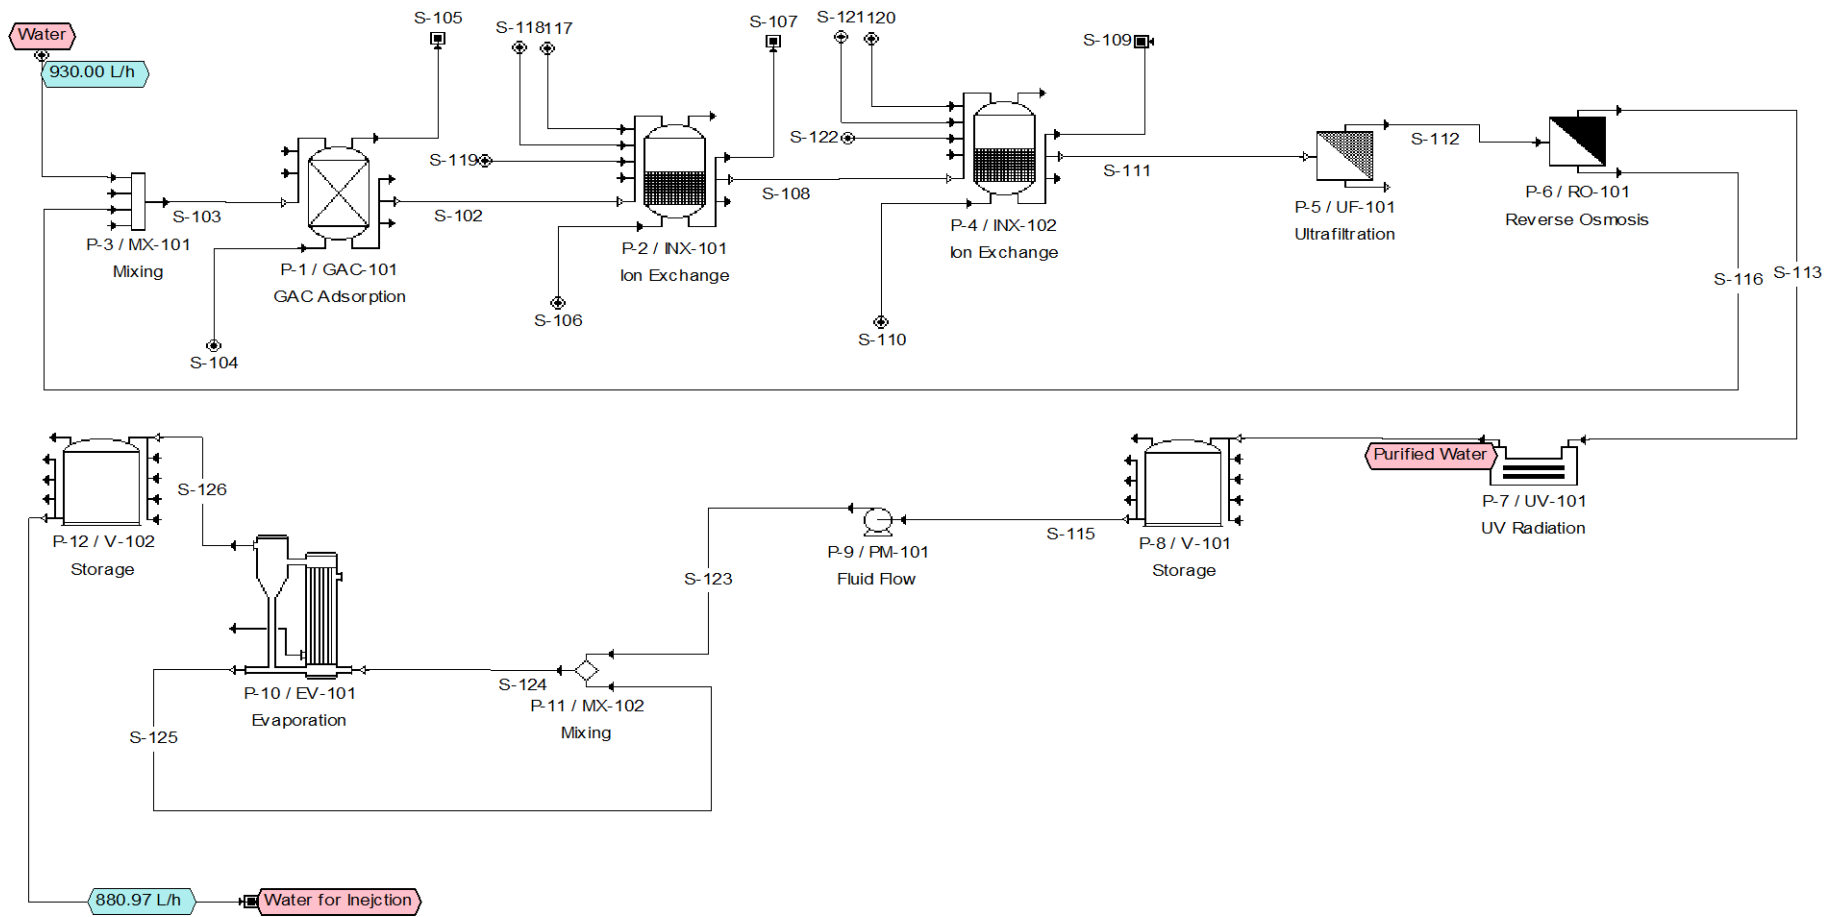 Water
930.00 L/h
S-105
S-118
117
S-107
S-121
120
S-109
S-119
S-122
S-103
S-102
S-108
S-111
S-112
P-3 / MX-101
Mixing
P-1 / GAC-101
GAC Adsorption
P-2 / INX-101
Ion Exchange
P-4 / INX-102
Ion Exchange
P-5 / UF-101
Ultrafiltration
P-6 / RO-101
Reverse Osmosis
S-104
S-106
S-110
S-116
S-113
P-12 / V-102
Storage
S-126
P-10 / EV-101
Evaporation
S-125
S-124
P-11 / MX-102
Mixing
S-123
P-9 / PM-101
Fluid Flow
S-115
P-8 / V-101
Storage
Purified Water
P-7 / UV-101
UV Radiation
880.97 L/h
Water for Inejction